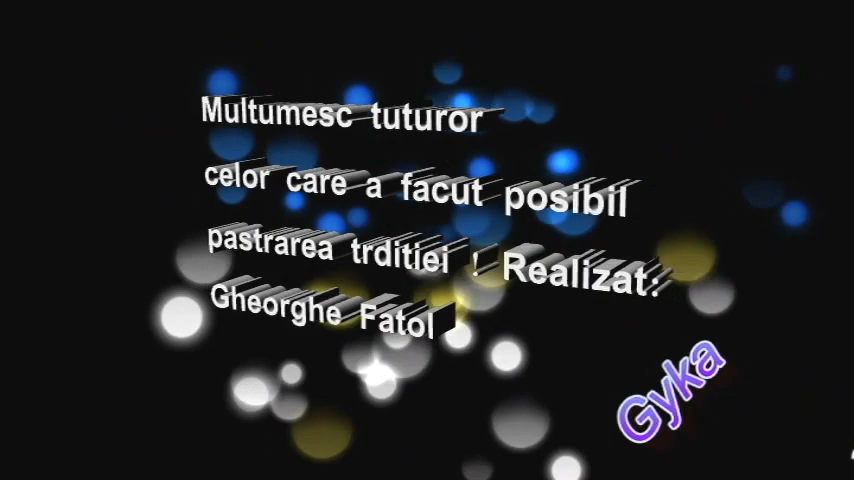 Multumesc tuturor
celor care a facut posibil
pastrarea trditiei ! Realizat:
Gheorghe Fatol
Gyka